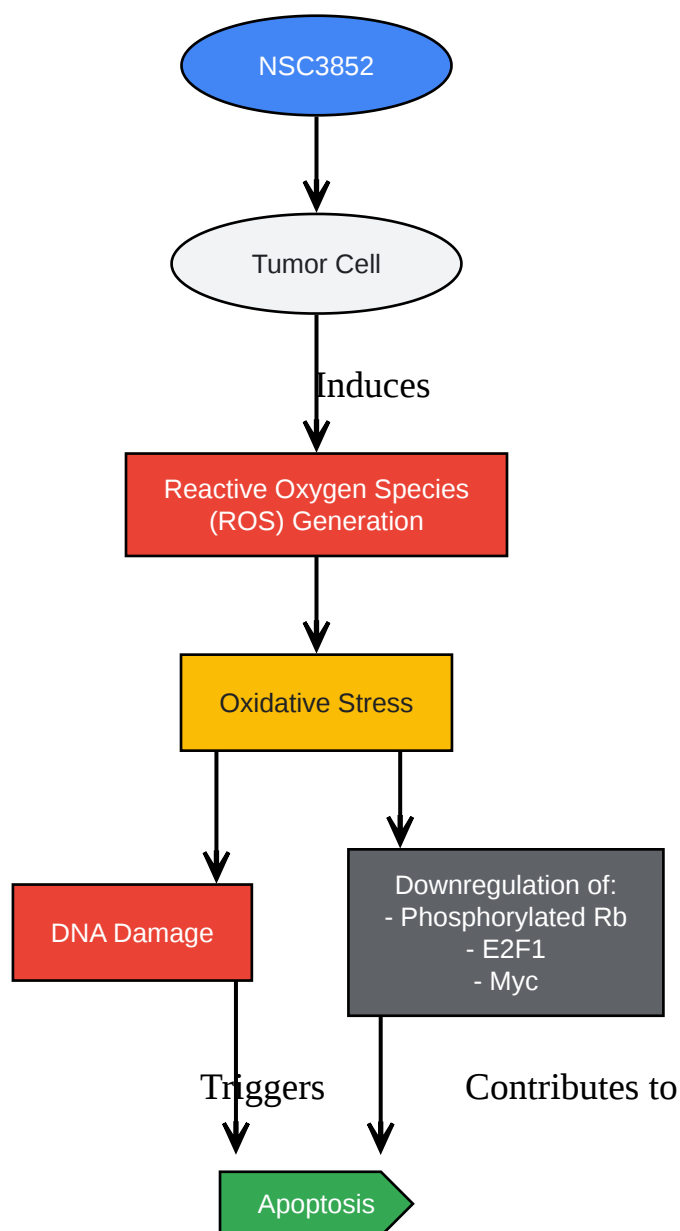 NSC3852
Tumor Cell
Induces
Reactive Oxygen Species
(ROS) Generation
Oxidative Stress
DNA Damage
Downregulation of:
- Phosphorylated Rb
- E2F1
- Myc
Triggers
Contributes to
Apoptosis